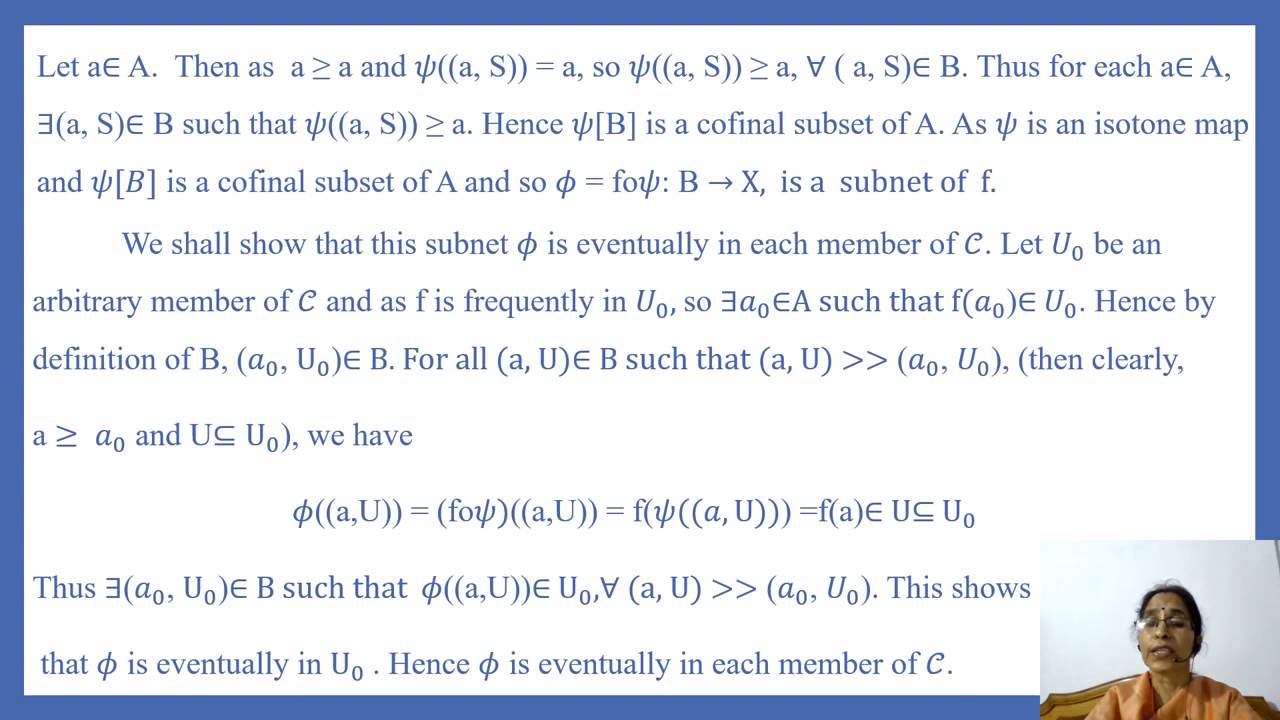 Let a∈ A. Then as a ≥ a and ψ((a, S)) = a, so ψ((a, S)) ≥ a, ∀ ( a, S)∈ B. Thus for each a∈ A,
∃(a, S)∈ B such that ψ((a, S)) ≥ a. Hence ψ[B] is a cofinal subset of A. As ψ is an isotone map
and ψ[B] is a cofinal subset of A and so ϕ = foψ: B → X, is a subnet of f.
We shall show that this subnet ϕ is eventually in each member of 𝒞. Let U₀ be an
arbitrary member of 𝒞 and as f is frequently in U₀, so ∃a₀∈A such that f(a₀)∈ U₀. Hence by
definition of B, (a₀, U₀)∈ B. For all (a, U)∈ B such that (a, U) >> (a₀, U₀), (then clearly,
a ≥ a₀ and U⊆ U₀), we have
ϕ((a,U)) = (foψ)((a,U)) = f(ψ((a, U))) =f(a)∈ U⊆ U₀
Thus ∃(a₀, U₀)∈ B such that ϕ((a,U))∈ U₀,∀ (a, U) >> (a₀, U₀). This shows
that ϕ is eventually in U₀ . Hence ϕ is eventually in each member of 𝒞.